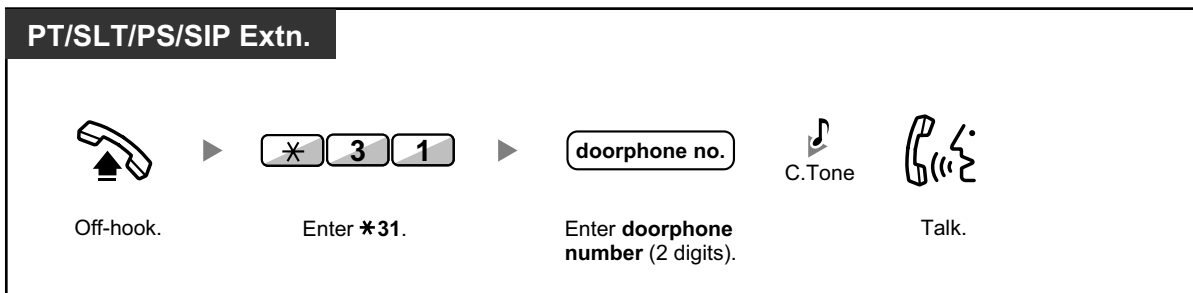 PT/SLT/PS/SIP Extn.
* 3 1
doorphone no.
C.Tone
Off-hook.
Enter *31.
Enter doorphone
number (2 digits).
Talk.